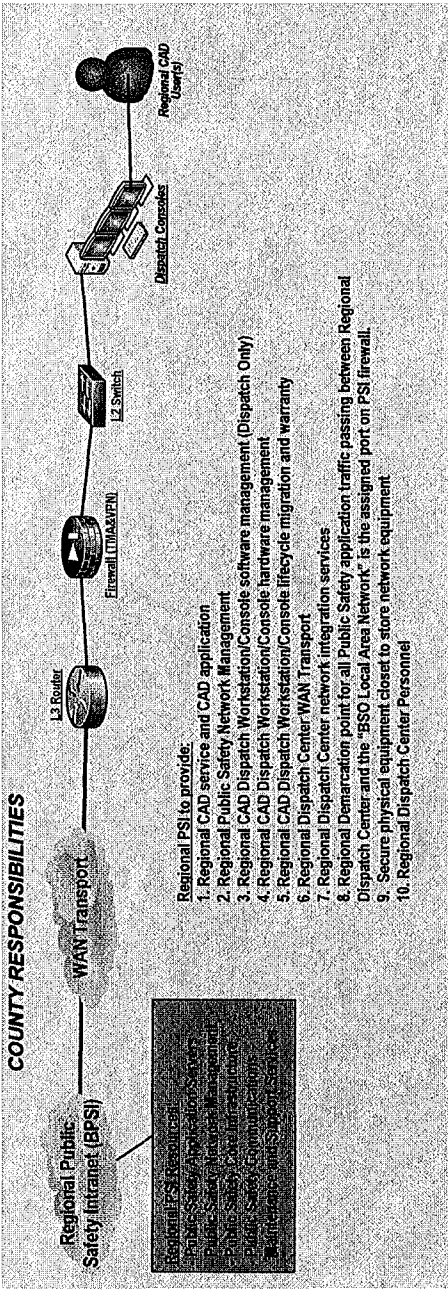 COUNTY RESPONSIBILITIES
Regional Public
Safety Intranet (BPSI)
WAN Transport
L3 Router
Firewall (TMA&VPN)
L2 Switch
Dispatch Consoles
Regional CAD
User(s)
Regional PSI Resources:
Public Safety Application Servers
Public Safety Network Management
Public Safety Core Infrastructure
Public Safety Communications
Maintenance and Support Services
Regional PSI to provide:
1. Regional CAD service and CAD application
2. Regional Public Safety Network Management
3. Regional CAD Dispatch Workstation/Console software management (Dispatch Only)
4. Regional CAD Dispatch Workstation/Console hardware management
5. Regional CAD Dispatch Workstation/Console lifecycle migration and warranty
6. Regional Dispatch Center WAN Transport
7. Regional Dispatch Center network integration services
8. Regional Demarcation point for all Public Safety application traffic passing between Regional
Dispatch Center and the "BSO Local Area Network" is the assigned port on PSI firewall.
9. Secure physical equipment closet to store network equipment
10. Regional Dispatch Center Personnel